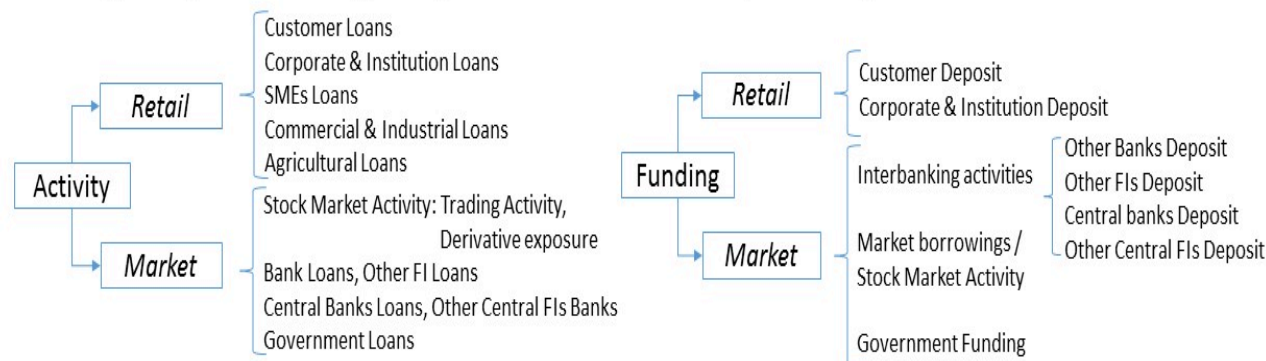 Activity
Retail
Customer Loans
Corporate & Institution Loans
SMEs Loans
Commercial & Industrial Loans
Agricultural Loans
Market
Stock Market Activity: Trading Activity,
Derivative exposure
Bank Loans, Other FI Loans
Central Banks Loans, Other Central FIs Banks
Government Loans
Funding
Retail
Customer Deposit
Corporate & Institution Deposit
Market
Interbanking activities
Other Banks Deposit
Other FIs Deposit
Central banks Deposit
Other Central FIs Deposit
Market borrowings /
Stock Market Activity
Government Funding